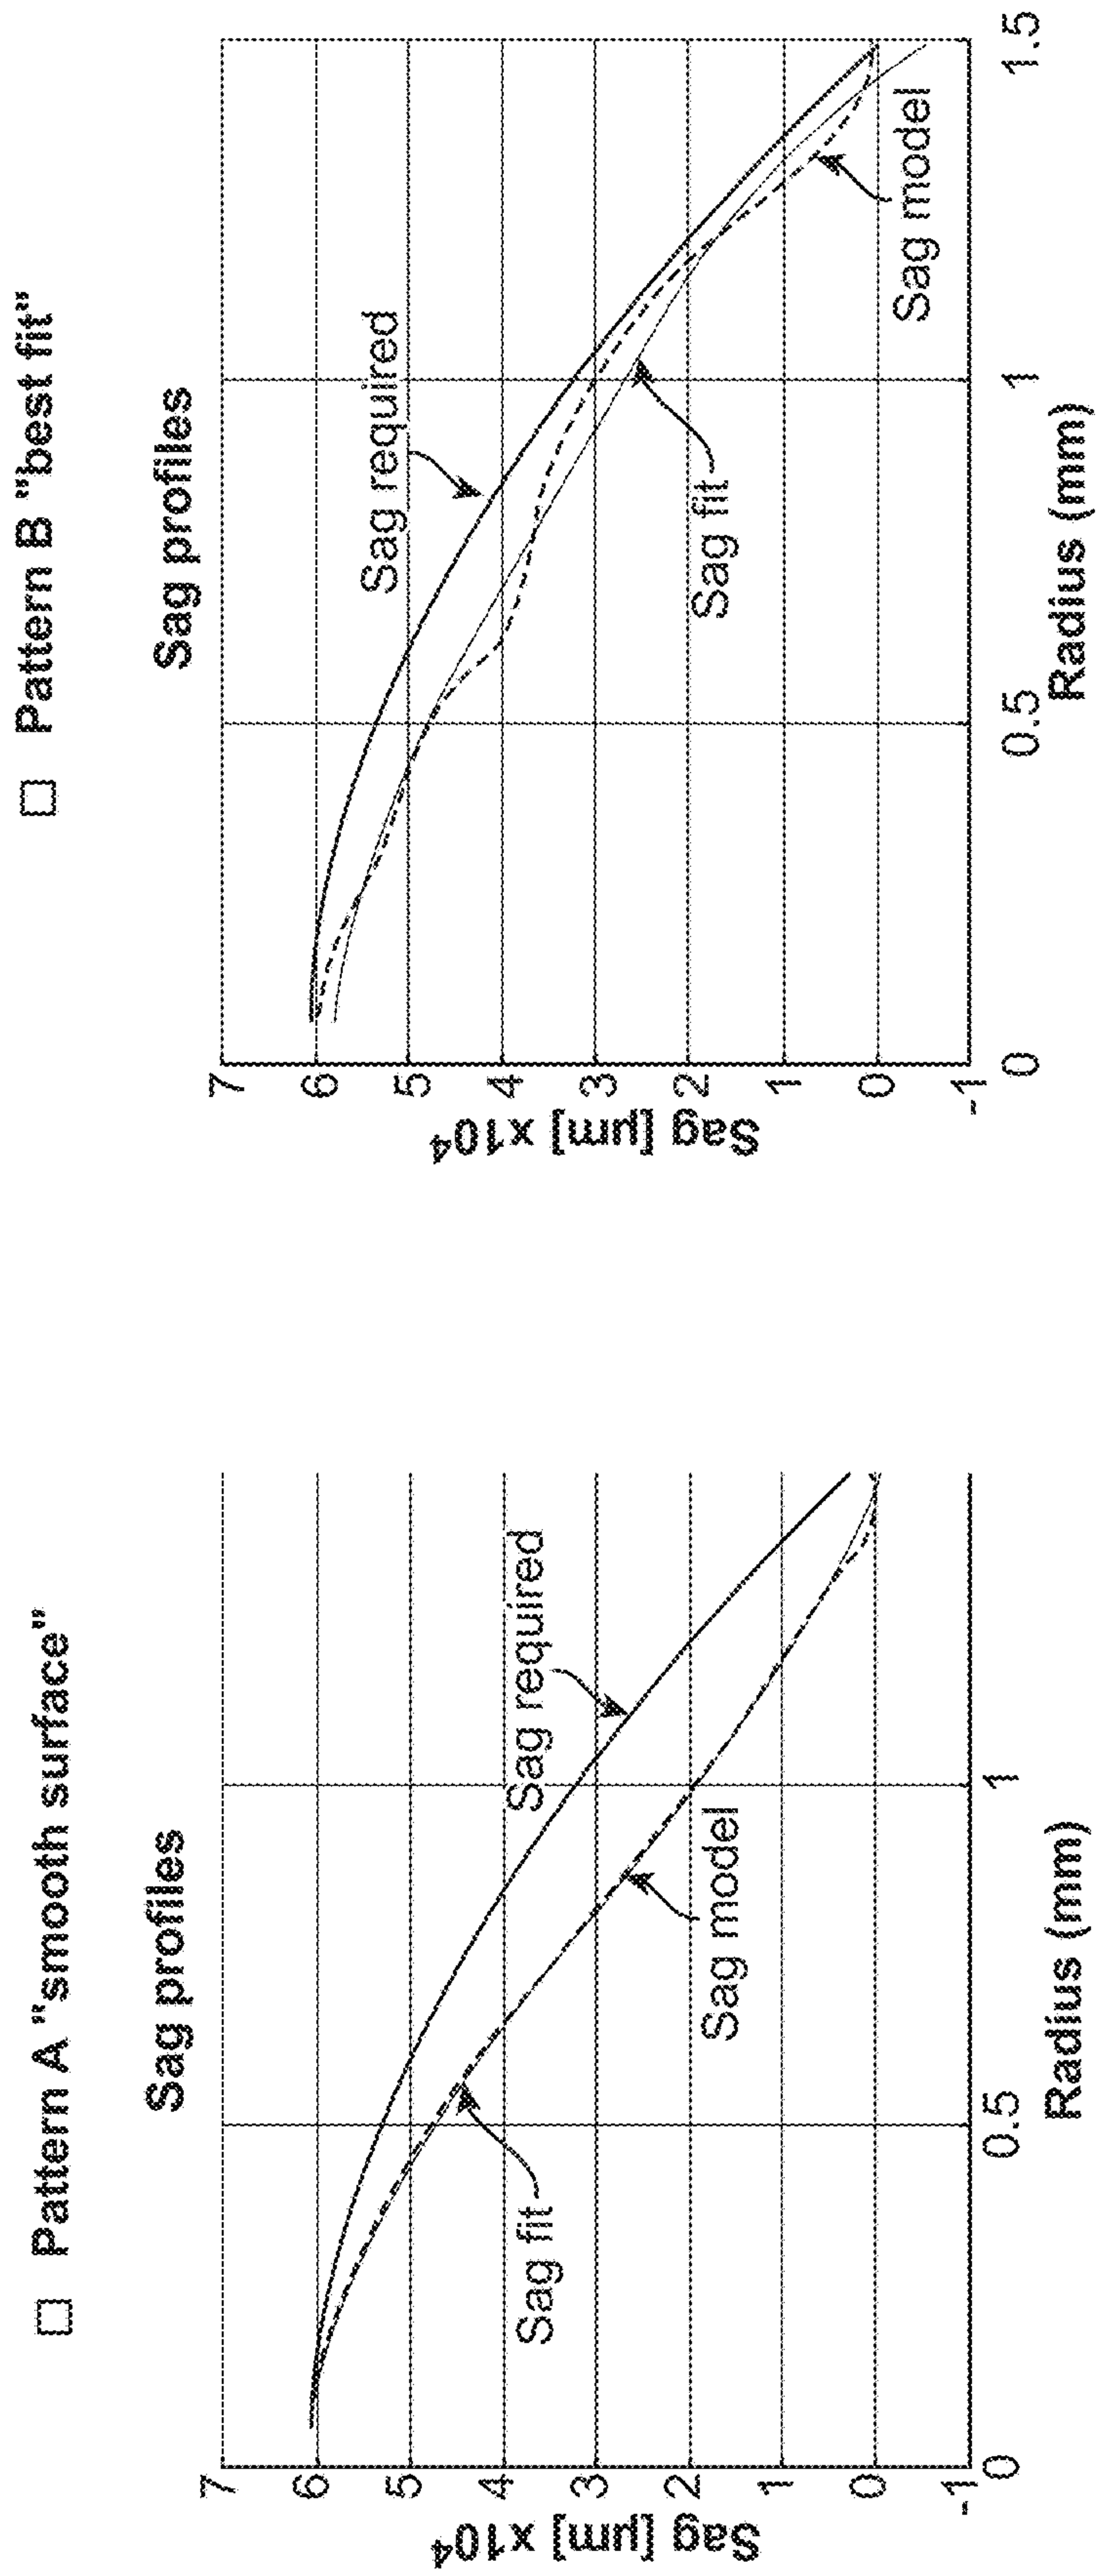 Pattern A "smooth surface"
Sag profiles
Sag [µm] x10⁴
7
6
5
4
3
2
1
0
-1
Sag required
Sag fit
Sag model
0
0.5
1
Radius (mm)
Pattern B "best fit"
Sag profiles
Sag [µm] x10⁴
7
6
5
4
3
2
1
0
-1
Sag required
Sag fit
Sag model
0
0.5
1
1.5
Radius (mm)